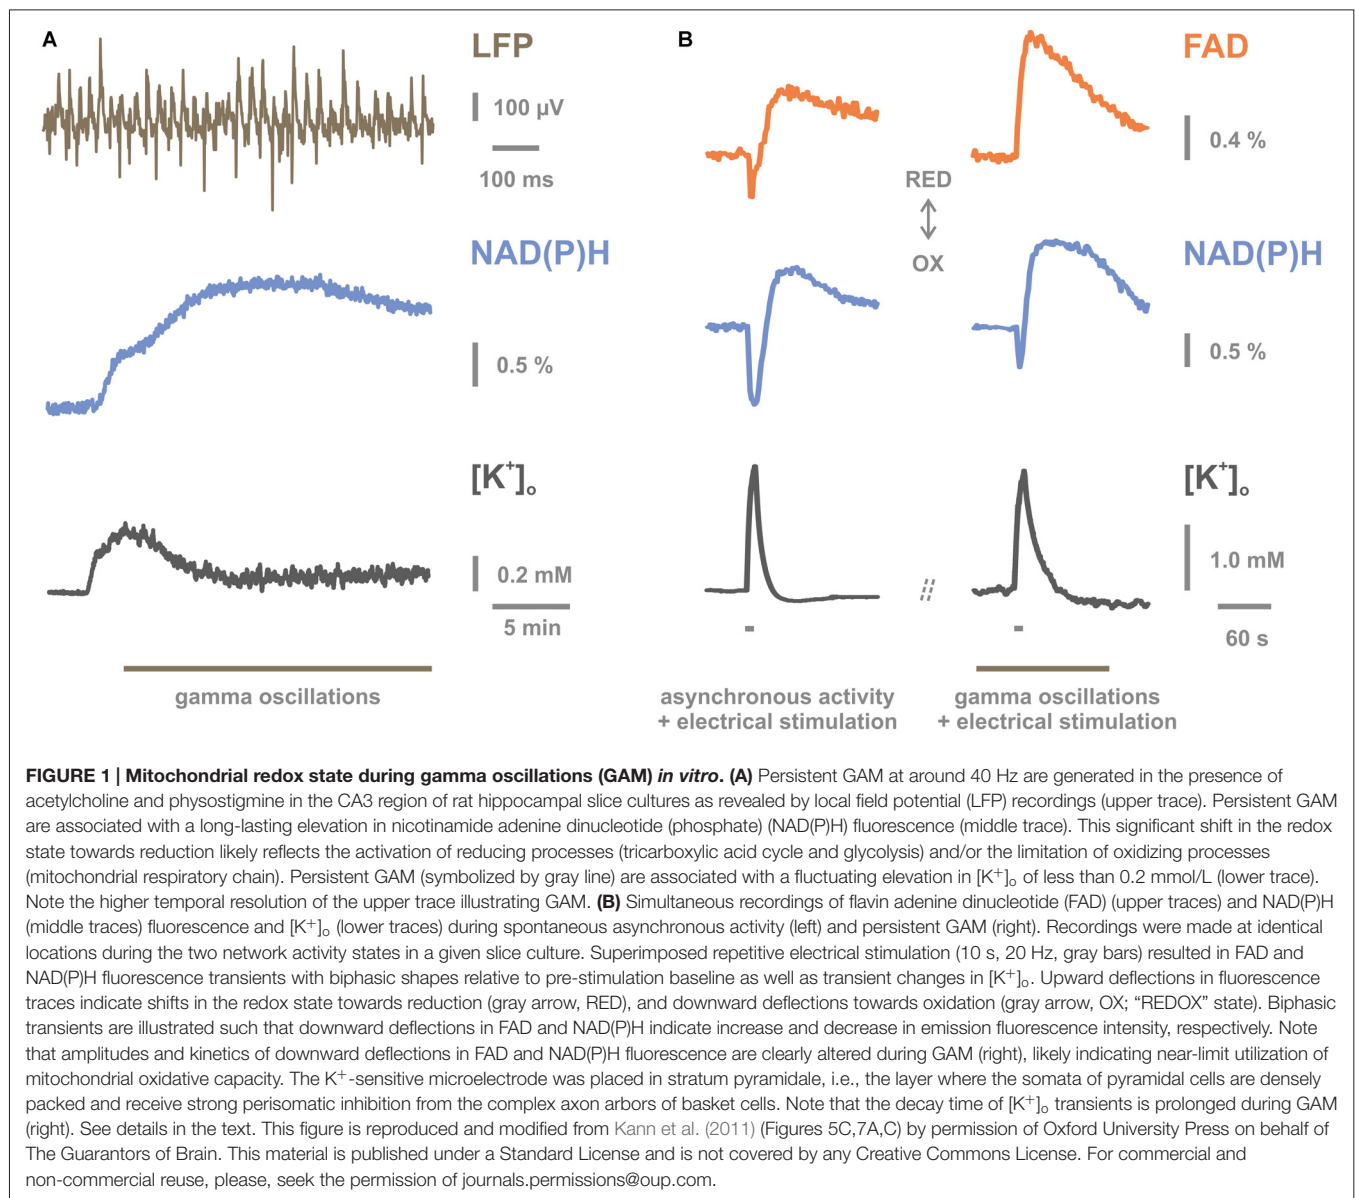 A
LFP
100 µV
100 ms
NAD(P)H
0.5 %
[K+]o
0.2 mM
5 min
gamma oscillations
B
FAD
0.4 %
RED
OX
NAD(P)H
0.5 %
[K+]o
1.0 mM
60 s
asynchronous activity
+ electrical stimulation
gamma oscillations
+ electrical stimulation
FIGURE 1 | Mitochondrial redox state during gamma oscillations (GAM) in vitro. (A) Persistent GAM at around 40 Hz are generated in the presence of
acetylcholine and physostigmine in the CA3 region of rat hippocampal slice cultures as revealed by local field potential (LFP) recordings (upper trace). Persistent GAM
are associated with a long-lasting elevation in nicotinamide adenine dinucleotide (phosphate) (NAD(P)H) fluorescence (middle trace). This significant shift in the redox
state towards reduction likely reflects the activation of reducing processes (tricarboxylic acid cycle and glycolysis) and/or the limitation of oxidizing processes
(mitochondrial respiratory chain). Persistent GAM (symbolized by gray line) are associated with a fluctuating elevation in [K+]o of less than 0.2 mmol/L (lower trace).
Note the higher temporal resolution of the upper trace illustrating GAM. (B) Simultaneous recordings of flavin adenine dinucleotide (FAD) (upper traces) and NAD(P)H
(middle traces) fluorescence and [K+]o (lower traces) during spontaneous asynchronous activity (left) and persistent GAM (right). Recordings were made at identical
locations during the two network activity states in a given slice culture. Superimposed repetitive electrical stimulation (10 s, 20 Hz, gray bars) resulted in FAD and
NAD(P)H fluorescence transients with biphasic shapes relative to pre-stimulation baseline as well as transient changes in [K+]o. Upward deflections in fluorescence
traces indicate shifts in the redox state towards reduction (gray arrow, RED), and downward deflections towards oxidation (gray arrow, OX; “REDOX” state). Biphasic
transients are illustrated such that downward deflections in FAD and NAD(P)H indicate increase and decrease in emission fluorescence intensity, respectively. Note
that amplitudes and kinetics of downward deflections in FAD and NAD(P)H fluorescence are clearly altered during GAM (right), likely indicating near-limit utilization of
mitochondrial oxidative capacity. The K+-sensitive microelectrode was placed in stratum pyramidale, i.e., the layer where the somata of pyramidal cells are densely
packed and receive strong perisomatic inhibition from the complex axon arbors of basket cells. Note that the decay time of [K+]o transients is prolonged during GAM
(right). See details in the text. This figure is reproduced and modified from Kann et al. (2011) (Figures 5C,7A,C) by permission of Oxford University Press on behalf of
The Guarantors of Brain. This material is published under a Standard License and is not covered by any Creative Commons License. For commercial and
non-commercial reuse, please, seek the permission of journals.permissions@oup.com.